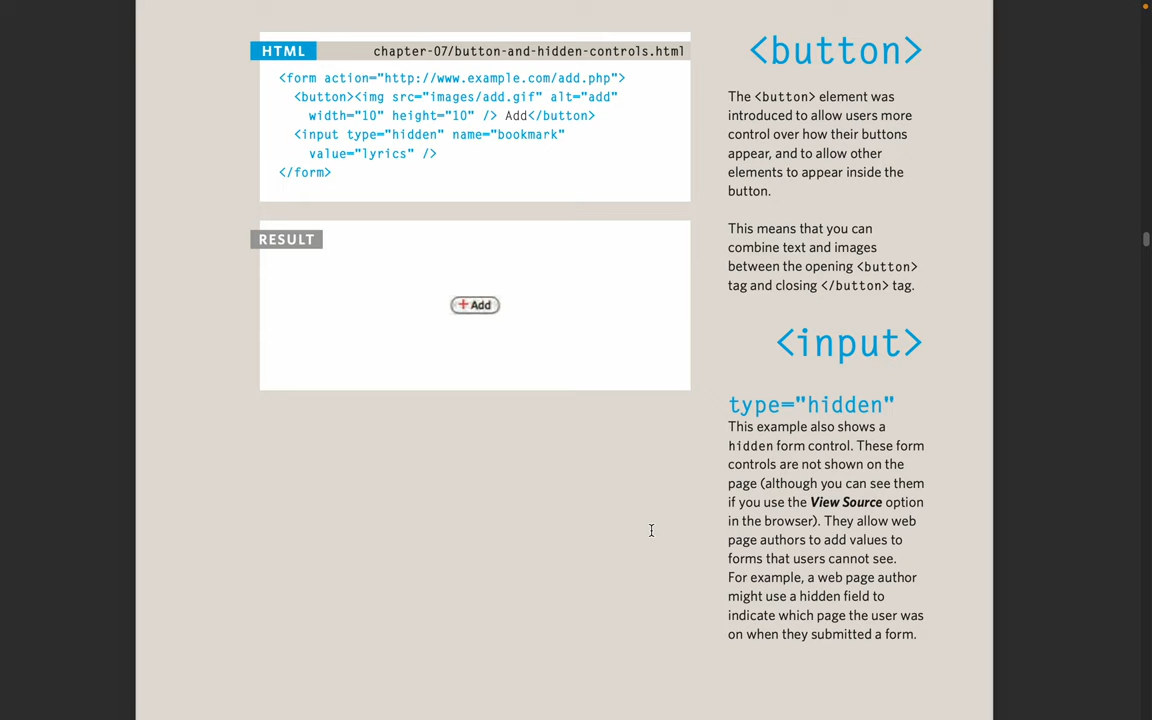 HTML
chapter-07/button-and-hidden-controls.html
<form action="http://www.example.com/add.php">
<button><img src="images/add.gif" alt="add"
width="10" height="10" /> Add</button>
<input type="hidden" name="bookmark"
value="lyrics" />
</form>
RESULT
Add
<button>
The <button> element was
introduced to allow users more
control over how their buttons
appear, and to allow other
elements to appear inside the
button.
This means that you can
combine text and images
between the opening <button>
tag and closing </button> tag.
<input>
type="hidden"
This example also shows a
hidden form control. These form
controls are not shown on the
page (although you can see them
if you use the View Source option
in the browser). They allow web
page authors to add values to
forms that users cannot see.
For example, a web page author
might use a hidden field to
indicate which page the user was
on when they submitted a form.